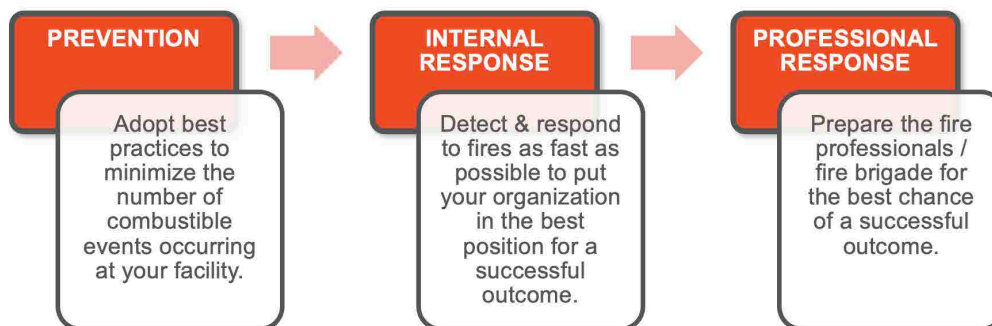 PREVENTION
Adopt best
practices to
minimize the
number of
combustible
events occurring
at your facility.
INTERNAL
RESPONSE
Detect & respond
to fires as fast as
possible to put
your organization
in the best
position for a
successful
outcome.
PROFESSIONAL
RESPONSE
Prepare the fire
professionals /
fire brigade for
the best chance
of a successful
outcome.